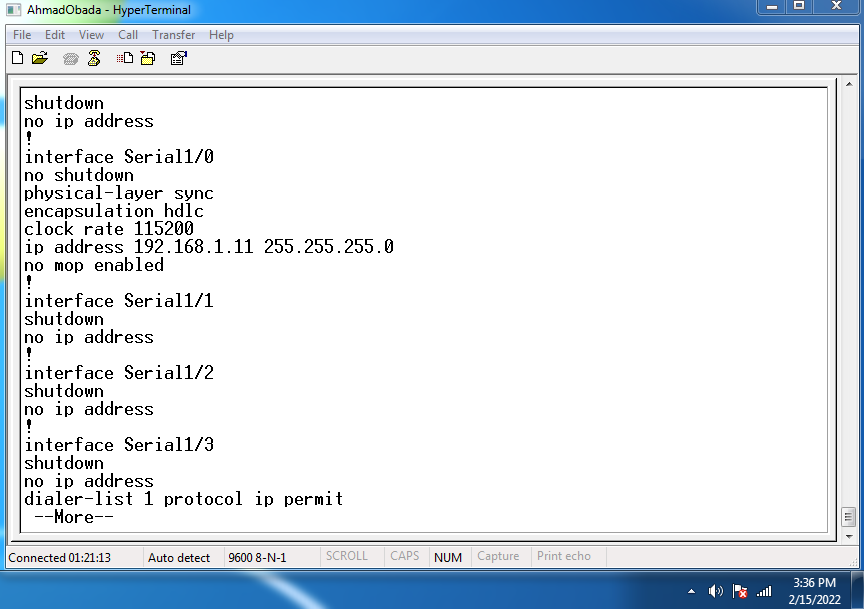 AhmadObada - HyperTerminal
File Edit View Call Transfer Help
shutdown
no ip address
!
interface Serial1/0
no shutdown
physical-layer sync
encapsulation hdlc
clock rate 115200
ip address 192.168.1.11 255.255.255.0
no mop enabled
!
interface Serial1/1
shutdown
no ip address
!
interface Serial1/2
shutdown
no ip address
!
interface Serial1/3
shutdown
no ip address
dialer-list 1 protocol ip permit
--More--
Connected 01:21:13 Auto detect 9600 8-N-1 SCROLL CAPS NUM Capture Print echo
3:36 PM
2/15/2022